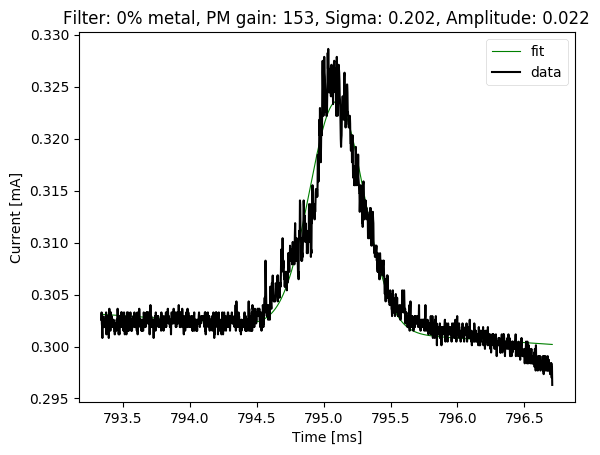 Filter: 0% metal, PM gain: 153, Sigma: 0.202, Amplitude: 0.022
fit
data
0.330
0.325
0.320
0.315
0.310
0.305
0.300
0.295
Current [mA]
793.5 794.0 794.5 795.0 795.5 796.0 796.5
Time [ms]